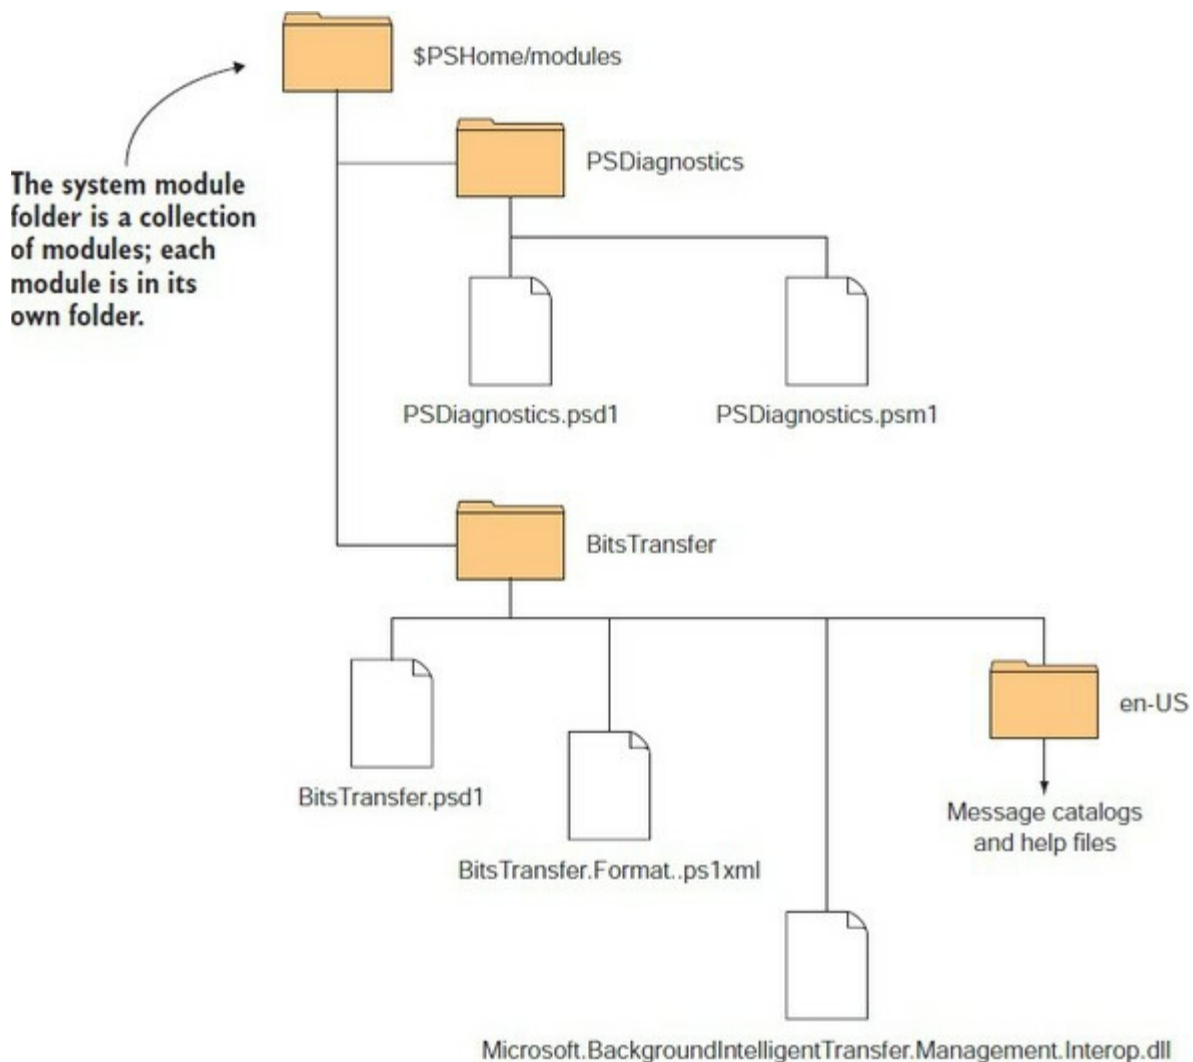 $PSHome/modules
PSDiagnostics
The system module
folder is a collection
of modules; each
module is in its
own folder.
PSDiagnostics.psd1
PSDiagnostics.psm1
BitsTransfer
en-US
BitsTransfer.psd1
Message catalogs
and help files
BitsTransfer.Format..ps1xml
Microsoft.BackgroundIntelligentTransfer.Management.Interop.dll